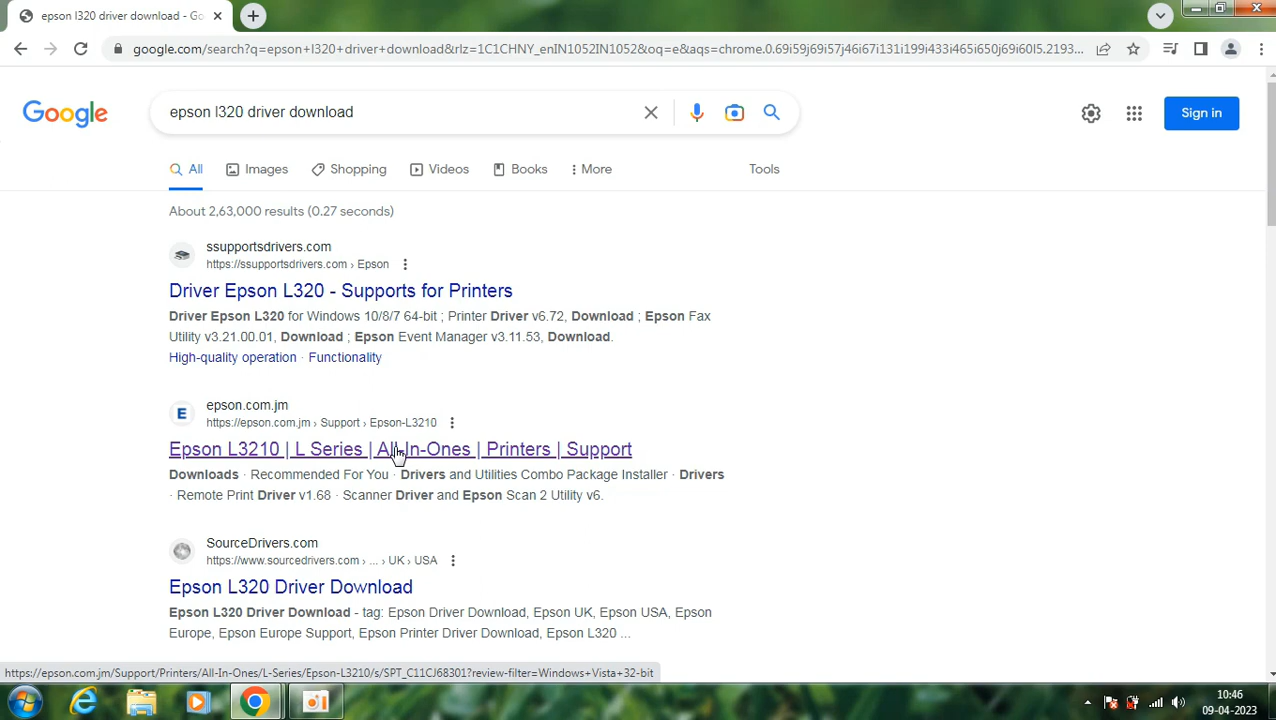 epson l320 driver download - Go
google.com/search?q=epson+l320+driver+download&rlz=1C1CHNY_enIN1052IN1052&oq=e&aqs=chrome.0.69i59j69i57j46i67i131i199i433i465i650j69i60l5.2193...
Google
epson l320 driver download
Sign in
All Images Shopping Videos Books More Tools
About 2,63,000 results (0.27 seconds)
ssupportsdrivers.com
https://ssupportsdrivers.com › Epson
Driver Epson L320 - Supports for Printers
Driver Epson L320 for Windows 10/8/7 64-bit ; Printer Driver v6.72, Download ; Epson Fax
Utility v3.21.00.01, Download ; Epson Event Manager v3.11.53, Download.
High-quality operation · Functionality
E
epson.com.jm
https://epson.com.jm › Support › Epson-L3210
Epson L3210 | L Series | All-In-Ones | Printers | Support
Downloads · Recommended For You · Drivers and Utilities Combo Package Installer · Drivers
· Remote Print Driver v1.68 · Scanner Driver and Epson Scan 2 Utility v6.
SourceDrivers.com
https://www.sourcedrivers.com › ... › UK › USA
Epson L320 Driver Download
Epson L320 Driver Download - tag: Epson Driver Download, Epson UK, Epson USA, Epson
Europe, Epson Europe Support, Epson Printer Driver Download, Epson L320 ...
https://epson.com.jm/Support/Printers/All-In-Ones/L-Series/Epson-L3210/s/SPT_C11CJ68301?review-filter=Windows+Vista+32-bit
10:46
09-04-2023